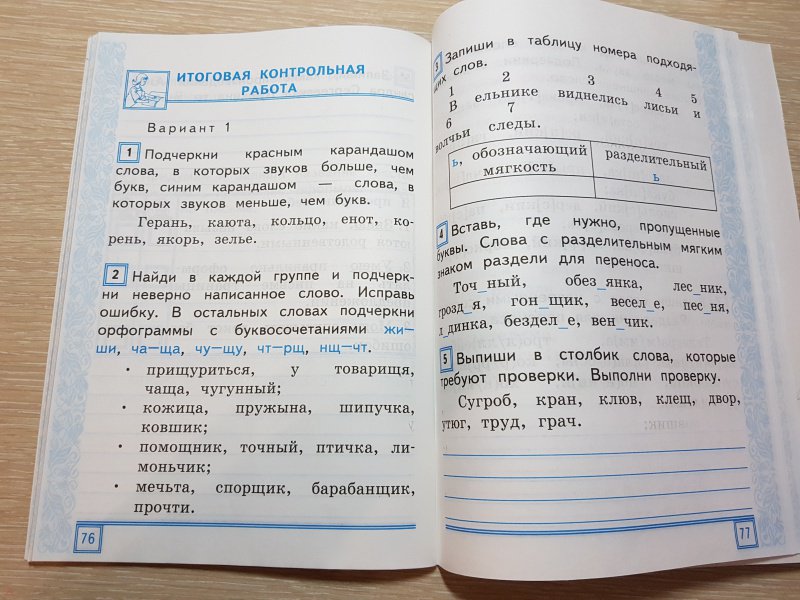 ИТОГОВАЯ КОНТРОЛЬНАЯ
РАБОТА
Вариант 1
1 Подчеркни красным карандашом
слова, в которых звуков больше, чем
букв, синим карандашом — слова, в
которых звуков меньше, чем букв.
Герань, каюта, кольцо, енот, ко-
рень, якорь, зелье.
2 Найди в каждой группе и подчерк-
ни неверно написанное слово. Исправь
ошибку. В остальных словах подчеркни
орфограммы с буквосочетаниями жи—
ши, ча—ща, чу—щу, чт—рщ, нщ—чт.
• прищуриться, у товарища,
чаща, чугунный;
• кожица, пружына, шипучка,
ковшик;
• помощник, точный, птичка, ли-
моньчик;
• мечьта, спорщик, барабанщик,
прочти.
76
3 Запиши в таблицу номера подходя-
щих слов.
1 2 3 4 5
В ельнике виднелись лисьи и
6 7
волчьи следы.
ь, обозначающий
мягкость
разделительный
ь
4 Вставь, где нужно, пропущенные
буквы. Слова с разделительным мягким
знаком раздели для переноса.
Точ_ный, обез_янка, лес_ник,
грозд_я, гон_щик, весел_е, пес_ня,
л_динка, бездел_е, вен_чик.
5 Выпиши в столбик слова, которые
требуют проверки. Выполни проверку.
Сугроб, кран, клюв, клещ, двор,
утюг, труд, грач.
77